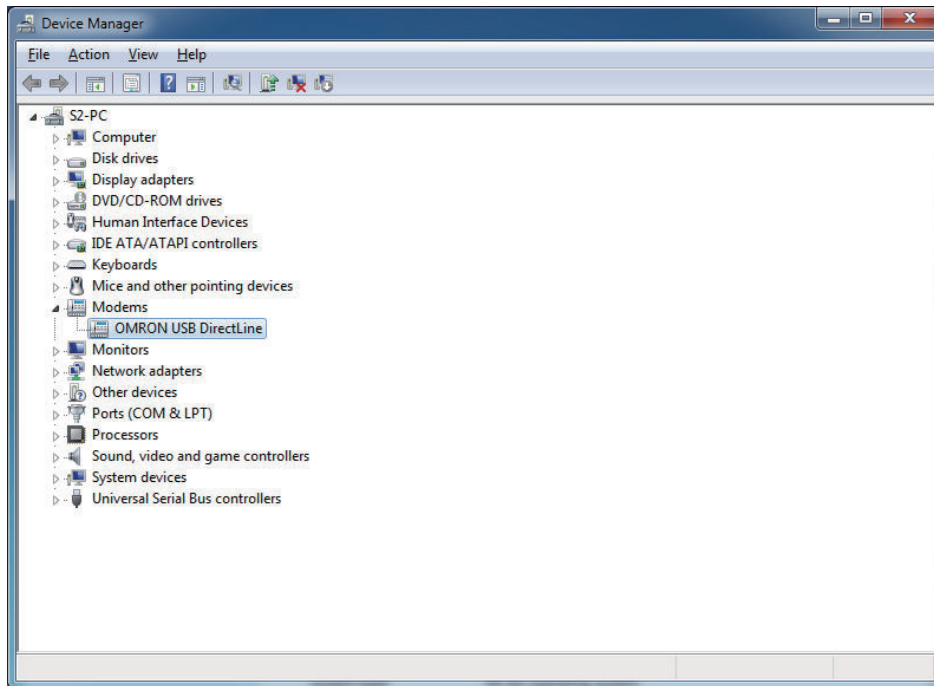 Device Manager
File Action View Help
S2-PC
Computer
Disk drives
Display adapters
DVD/CD-ROM drives
Human Interface Devices
IDE ATA/ATAPI controllers
Keyboards
Mice and other pointing devices
Modems
OMRON USB DirectLine
Monitors
Network adapters
Other devices
Ports (COM & LPT)
Processors
Sound, video and game controllers
System devices
Universal Serial Bus controllers